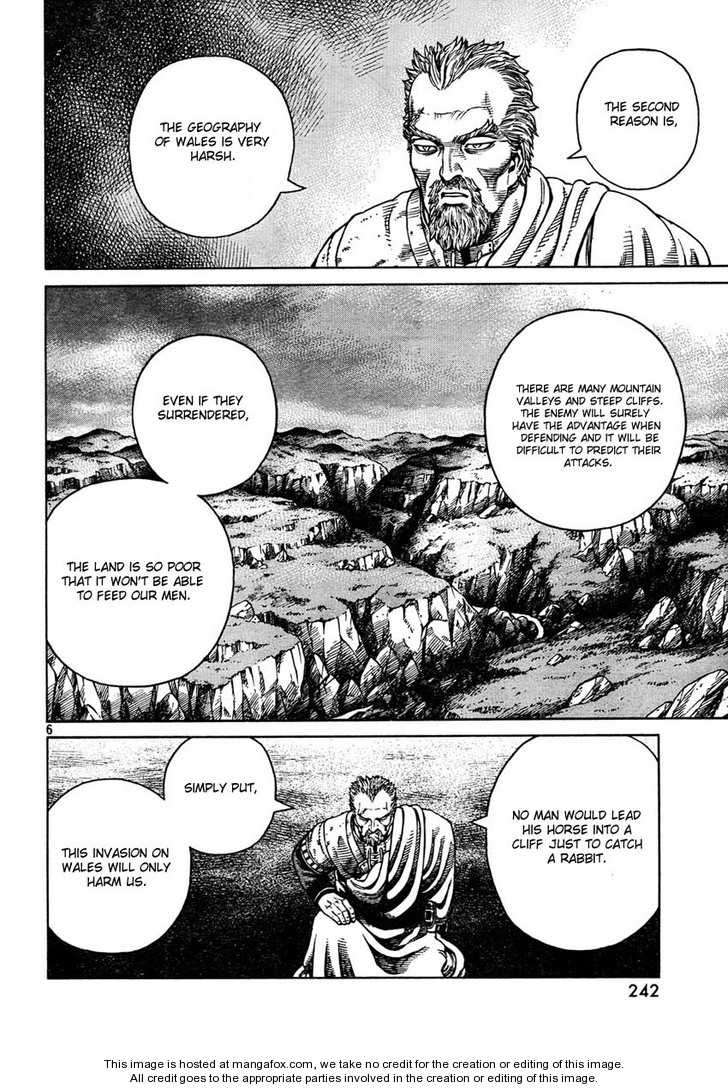 THE SECOND
REASON IS,
THE GEOGRAPHY
OF WALES IS VERY
HARSH.
THERE ARE MANY MOUNTAIN
VALLEYS AND STEEP CLIFFS.
THE ENEMY WILL SURELY
HAVE THE ADVANTAGE WHEN
DEFENDING AND IT WILL BE
DIFFICULT TO PREDICT THEIR
ATTACKS.
EVEN IF THEY
SURRENDERED,
THE LAND IS SO POOR
THAT IT WON'T BE ABLE
TO FEED OUR MEN.
6
NO MAN WOULD LEAD
HIS HORSE INTO A
CLIFF JUST TO CATCH
A RABBIT.
SIMPLY PUT,
THIS INVASION ON
WALES WILL ONLY
HARM US.
242
This image is hosted at mangafox.com, we take no credit for the creation or editing of this image.
All credit goes to the appropriate parties involved in the creation or editing of this image.